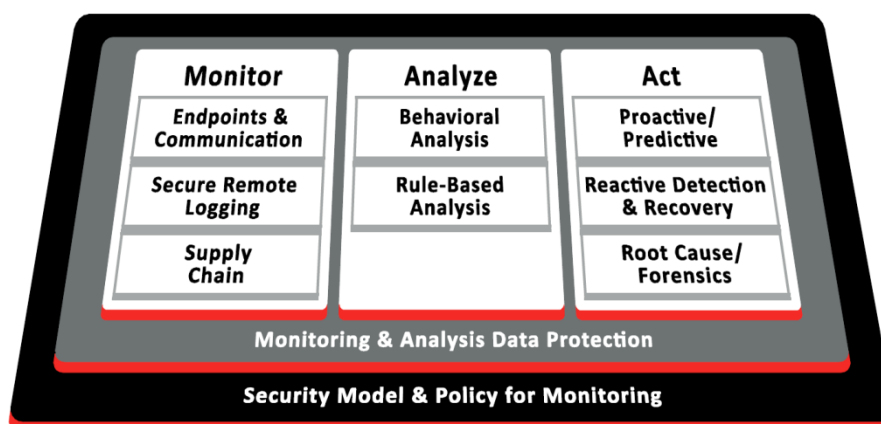 Monitor
Endpoints &
Communication
Secure Remote
Logging
Supply
Chain
Analyze
Behavioral
Analysis
Rule-Based
Analysis
Act
Proactive/
Predictive
Reactive Detection
& Recovery
Root Cause/
Forensics
Monitoring & Analysis Data Protection
Security Model & Policy for Monitoring